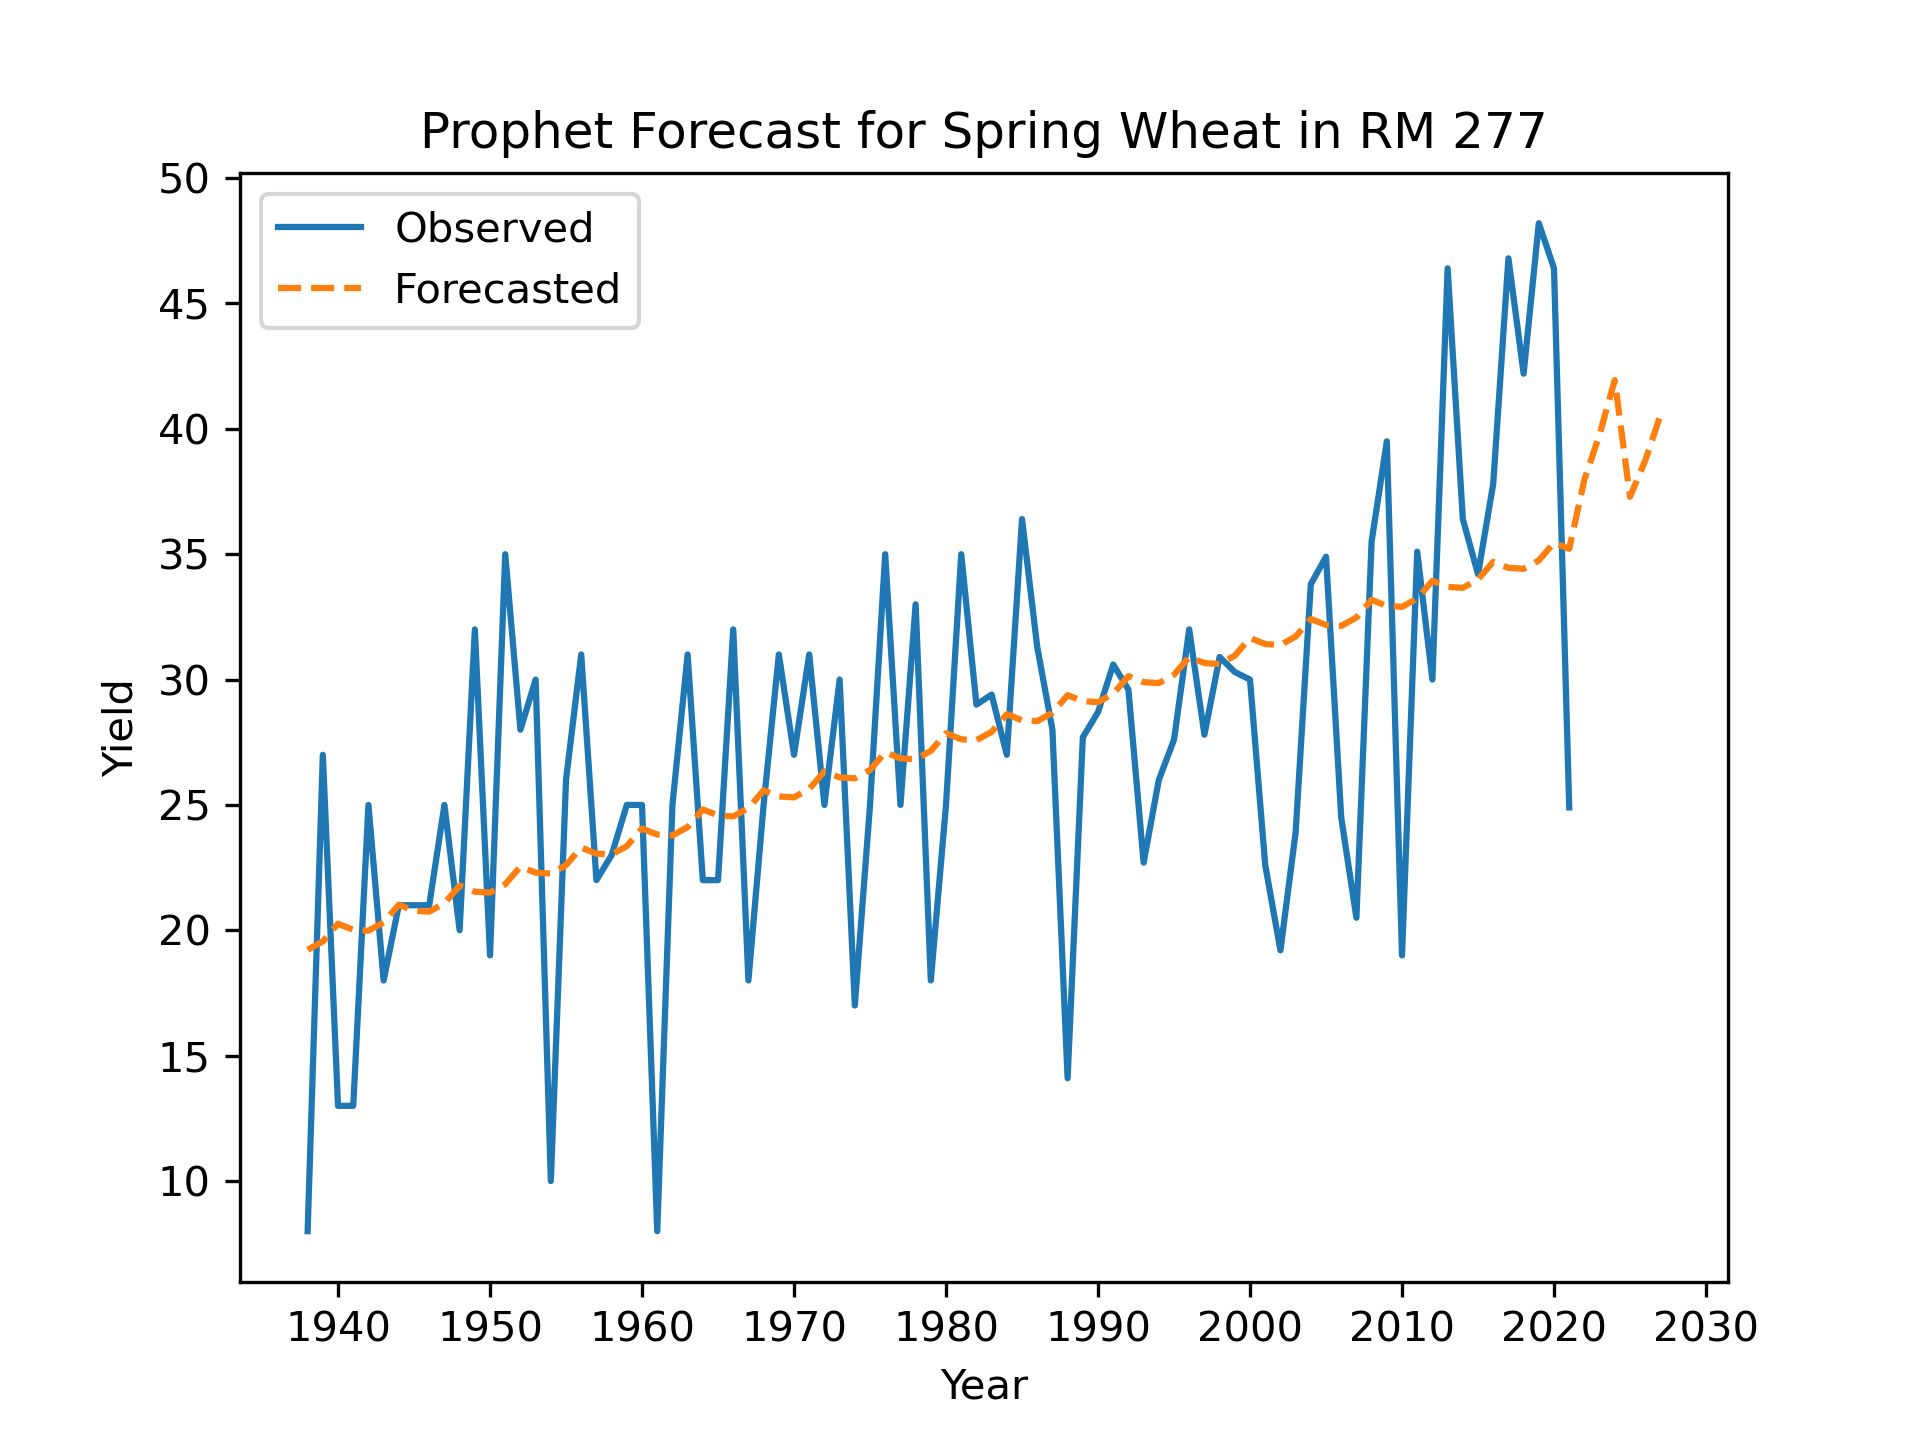 Prophet Forecast for Spring Wheat in RM 277
Observed
Forecasted
50
45
40
35
30
25
20
15
10
Yield
1940 1950 1960 1970 1980 1990 2000 2010 2020 2030
Year